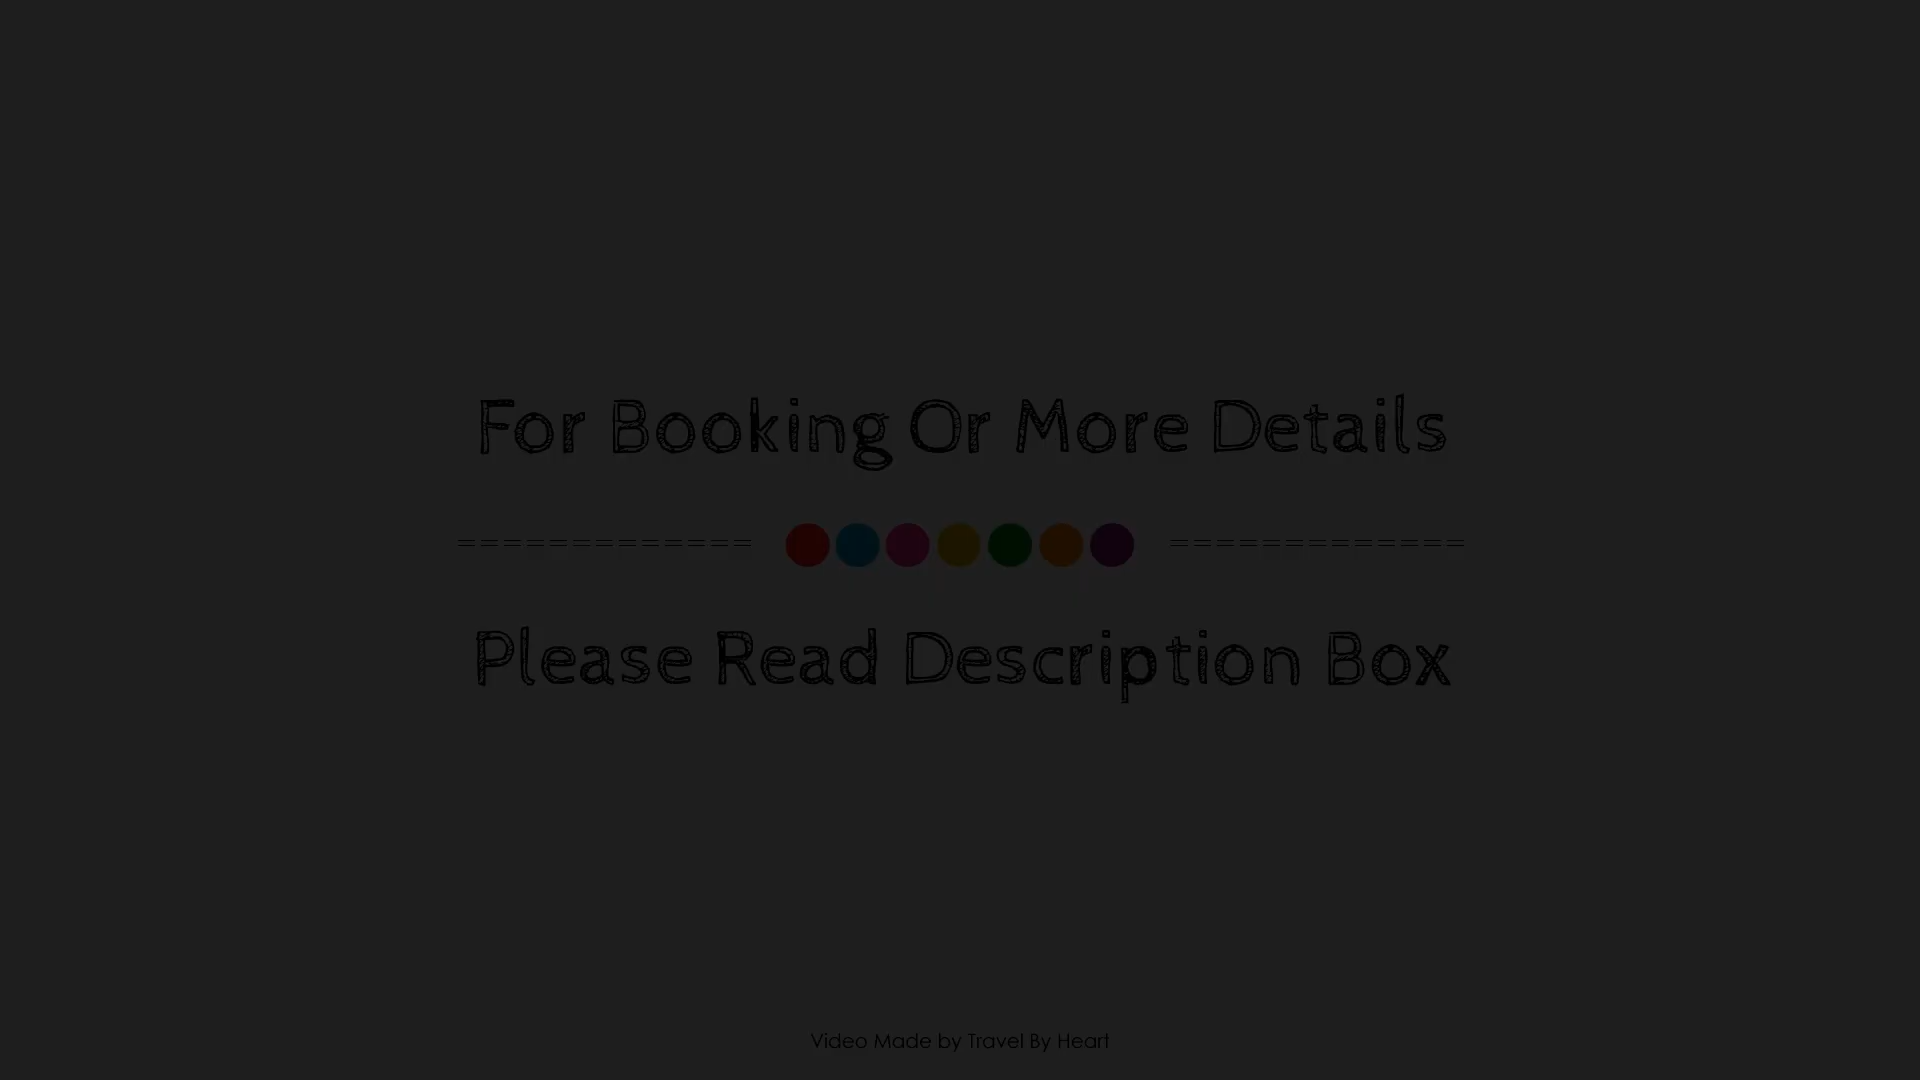 For Booking Or More Details
============= =============
Please Read Description Box
Video Made by Travel By Heart